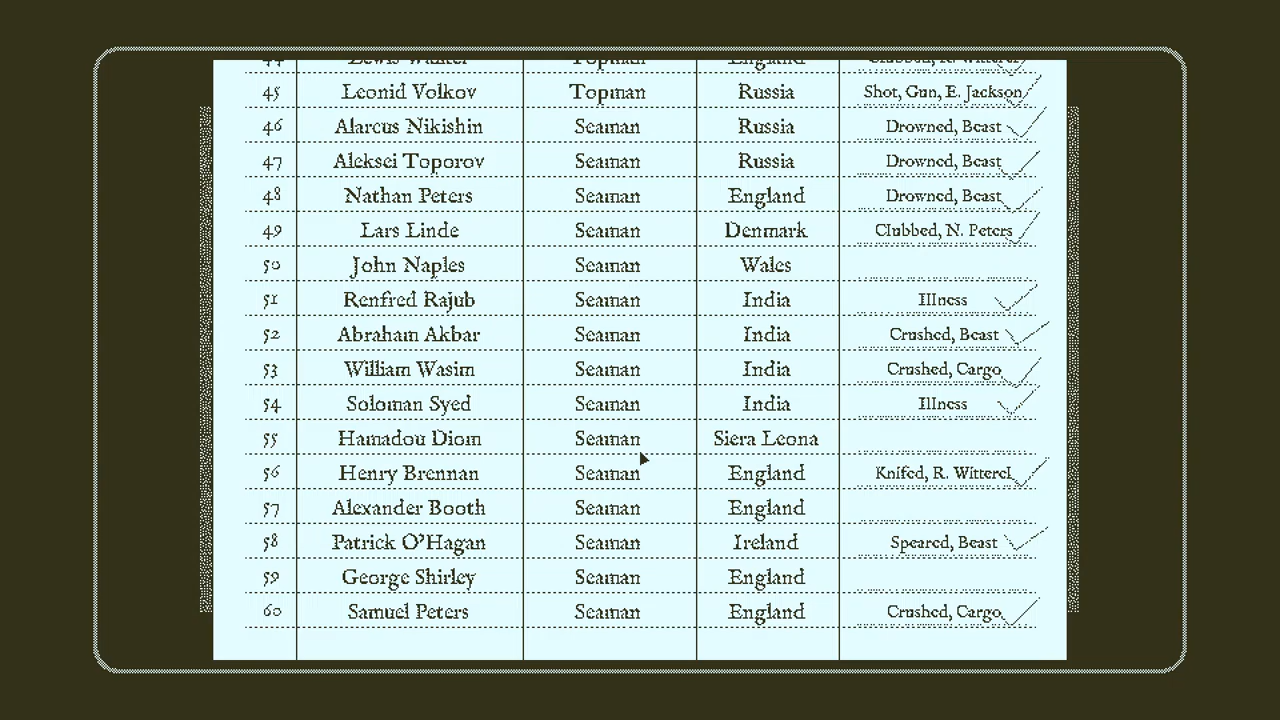 45 Leonid Volkov Topman Russia Shot, Gun, E. Jackson
46 Alarcus Nikishin Seaman Russia Drowned, Beast
47 Aleksei Toporov Seaman Russia Drowned, Beast
48 Nathan Peters Seaman England Drowned, Beast
49 Lars Linde Seaman Denmark Clubbed, N. Peters
50 John Naples Seaman Wales
51 Renfred Rajub Seaman India Illness
52 Abraham Akbar Seaman India Crushed, Beast
53 William Wasim Seaman India Crushed, Cargo
54 Soloman Syed Seaman India Illness
55 Hamadou Diom Seaman Siera Leona
56 Henry Brennan Seaman England Knifed, R. Witterel
57 Alexander Booth Seaman England
58 Patrick O'Hagan Seaman Ireland Speared, Beast
59 George Shirley Seaman England
60 Samuel Peters Seaman England Crushed, Cargo